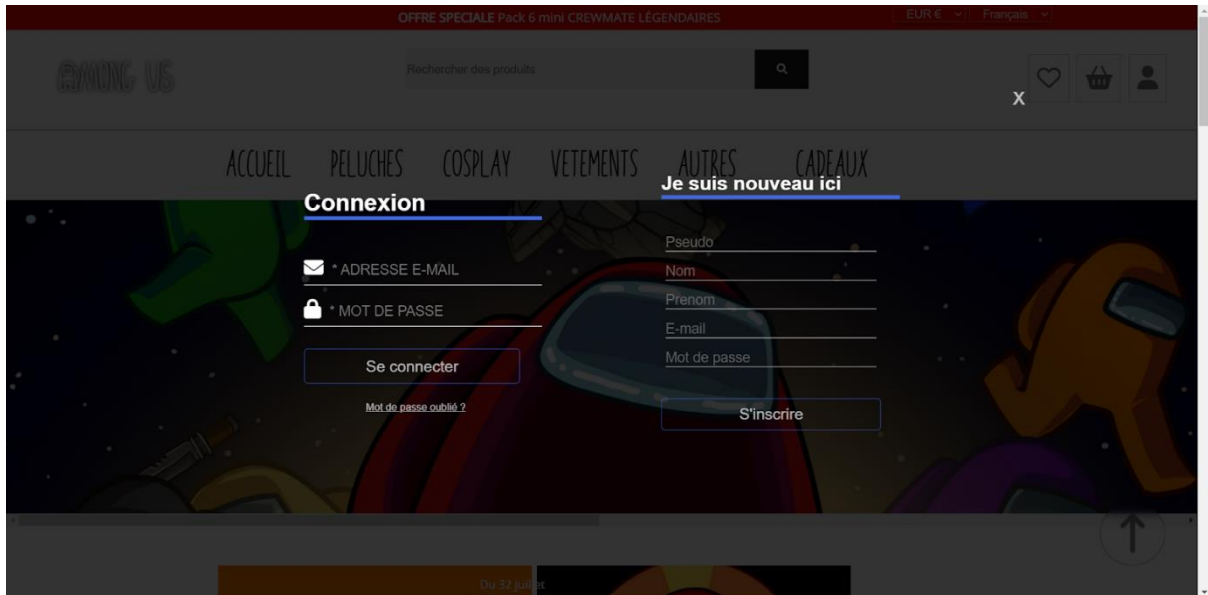 OFFRE SPECIALE Pack 6 mini CREWMATE LÉGENDAIRES
EUR €
Français
AMONG US
Rechercher des produits
X
ACCUEIL PELUCHES COSPLAY VETEMENTS AUTRES CADEAUX
Connexion
* ADRESSE E-MAIL
* MOT DE PASSE
Se connecter
Mot de passe oublié ?
Je suis nouveau ici
Pseudo
Nom
Prenom
E-mail
Mot de passe
S'inscrire
Du 32 juillet